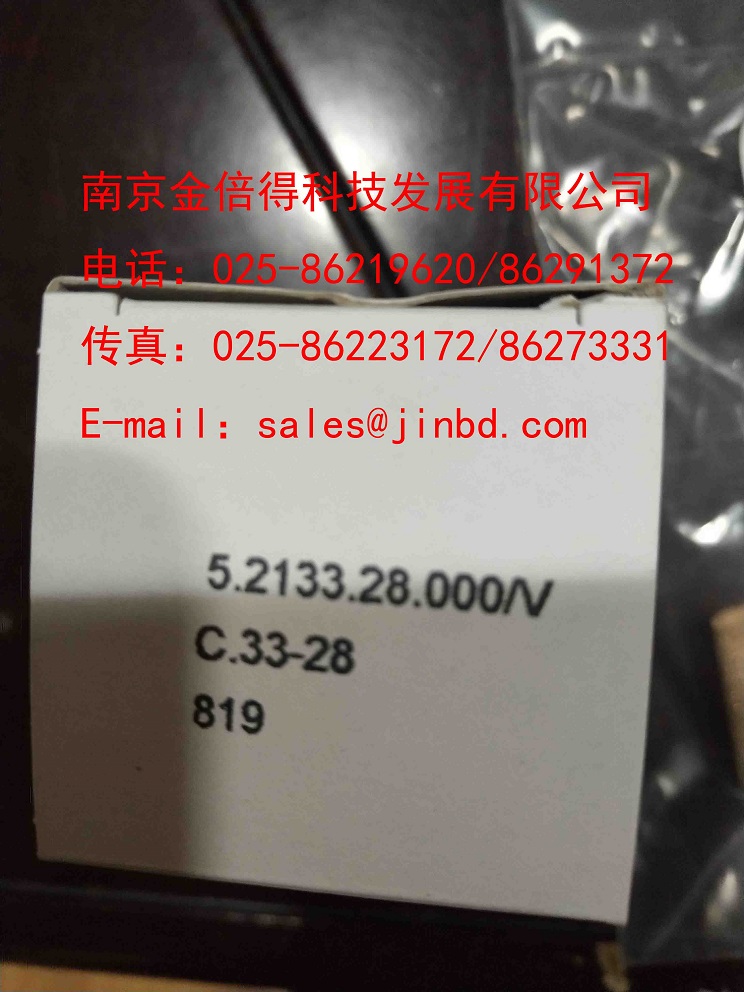 南京金倍得科技发展有限公司
电话：025-86219620/86291372
传真：025-86223172/86273331
E-mail：sales@jinbd.com
5.2133.28.000/V
C.33-28
819